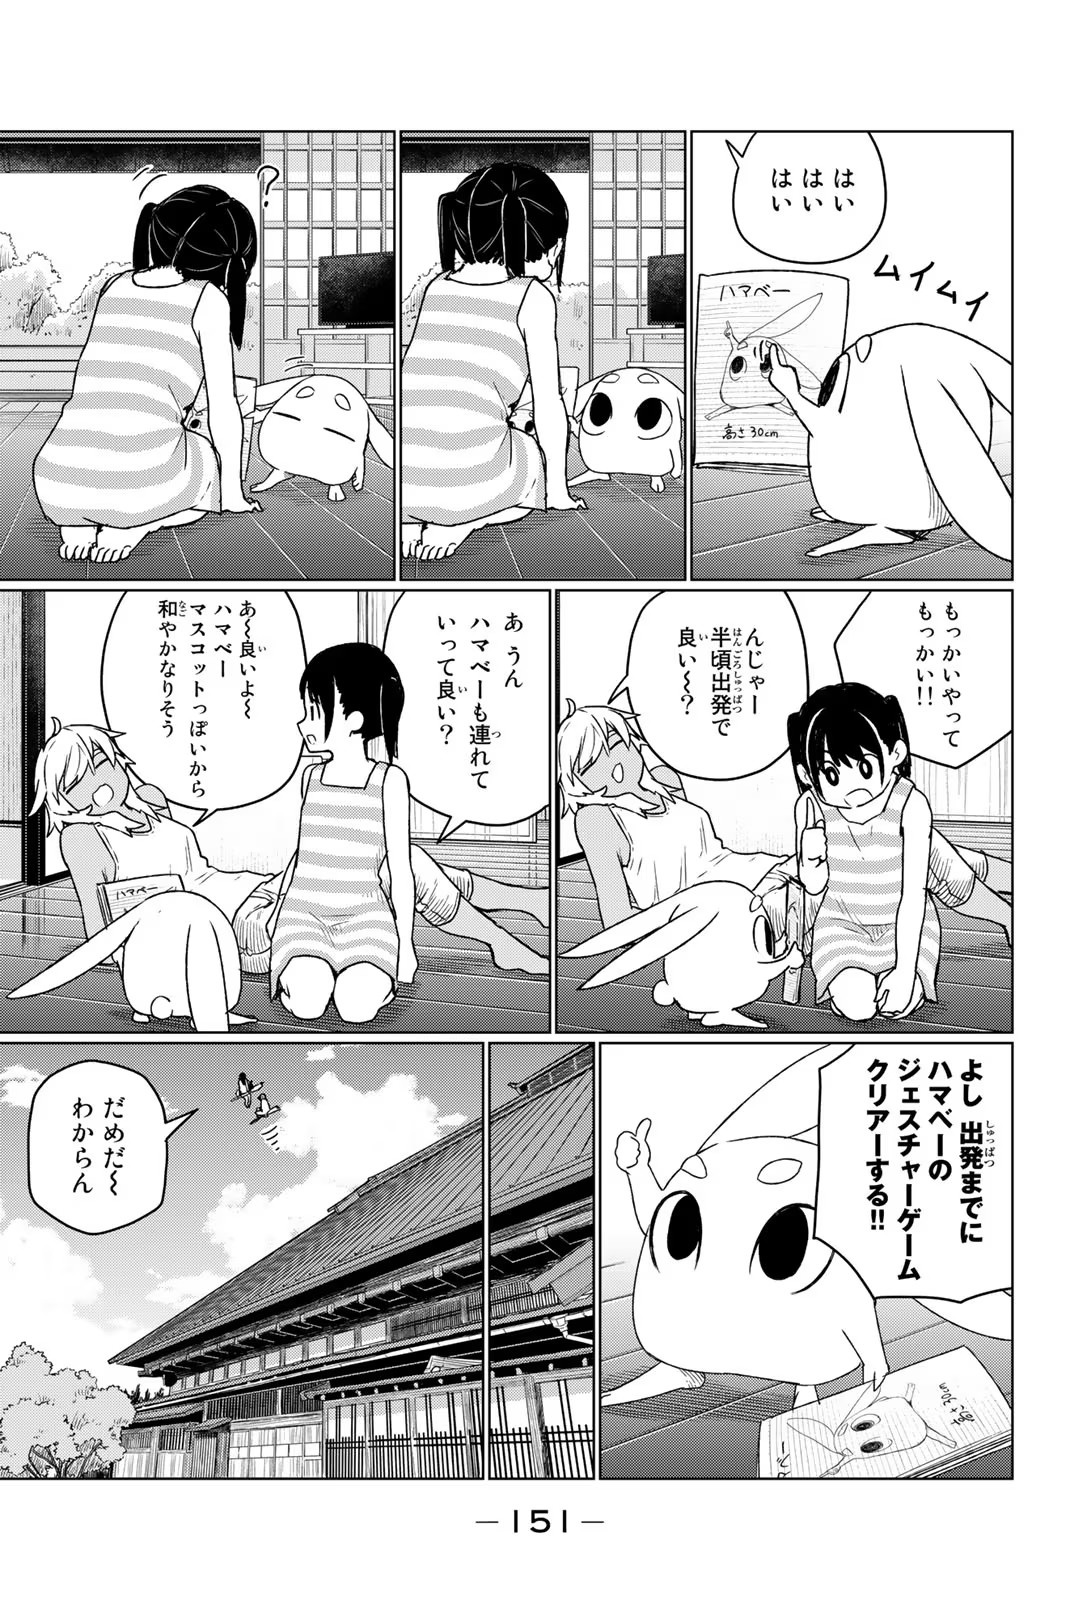 はい
はい
はい
ムイムイ
ハマベー
高さ30cm
？
もっかいやって
もっかい!!
んじゃー
半頃出発で
良い〜？
あ うん
ハマベーも連れて
いって良い？
あ〜良いよ〜
ハマベー
マスコットっぽいから
和やかなりそう
ハマベー
よし 出発までに
ハマベーの
ジェスチャーゲーム
クリアーする!!
高さ30cm
だめだ〜
わからん
—151—